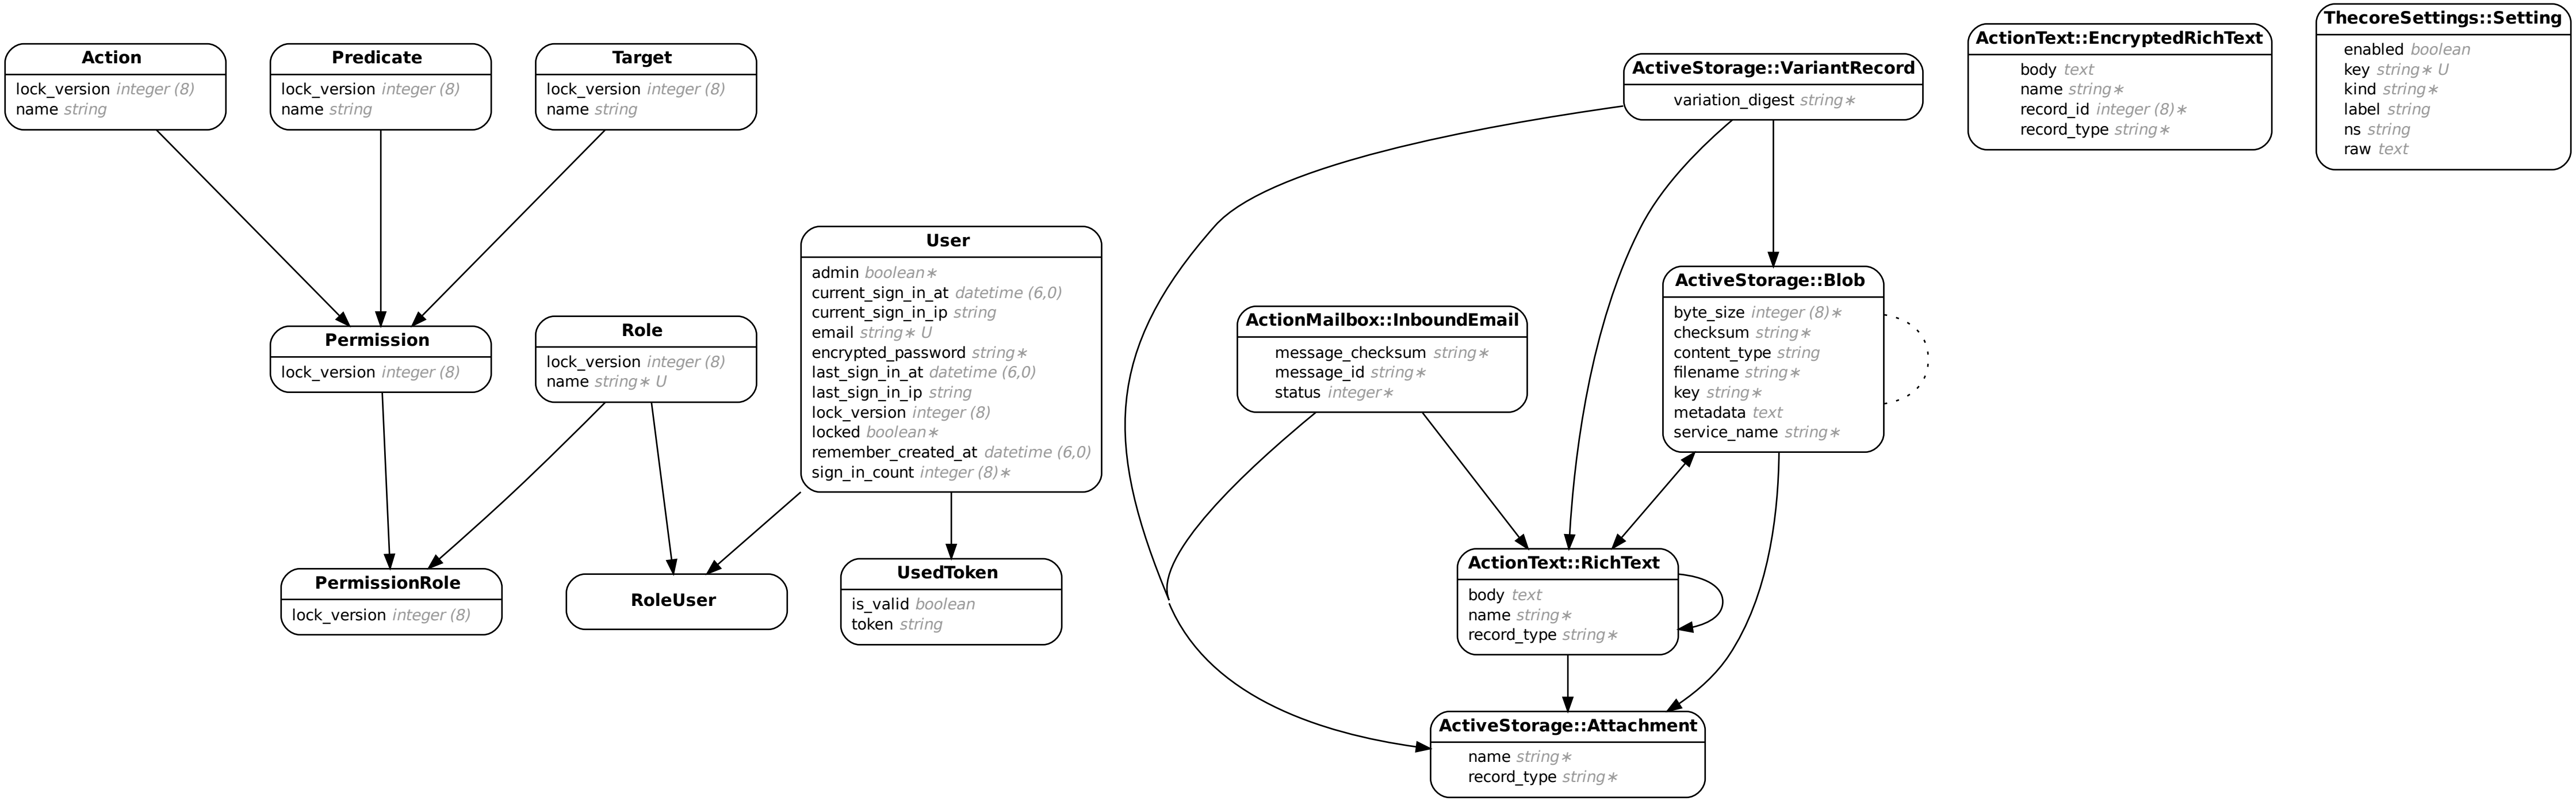 Action
lock_version integer (8)
name string
Predicate
lock_version integer (8)
name string
Target
lock_version integer (8)
name string
Permission
lock_version integer (8)
Role
lock_version integer (8)
name string∗ U
User
admin boolean∗
current_sign_in_at datetime (6,0)
current_sign_in_ip string
email string∗ U
encrypted_password string∗
last_sign_in_at datetime (6,0)
last_sign_in_ip string
lock_version integer (8)
locked boolean∗
remember_created_at datetime (6,0)
sign_in_count integer (8)∗
PermissionRole
lock_version integer (8)
RoleUser
UsedToken
is_valid boolean
token string
ActiveStorage::VariantRecord
variation_digest string∗
ActionMailbox::InboundEmail
message_checksum string∗
message_id string∗
status integer∗
ActiveStorage::Blob
byte_size integer (8)∗
checksum string∗
content_type string
filename string∗
key string∗
metadata text
service_name string∗
ActionText::RichText
body text
name string∗
record_type string∗
ActiveStorage::Attachment
name string∗
record_type string∗
ActionText::EncryptedRichText
body text
name string∗
record_id integer (8)∗
record_type string∗
ThecoreSettings::Setting
enabled boolean
key string∗ U
kind string∗
label string
ns string
raw text